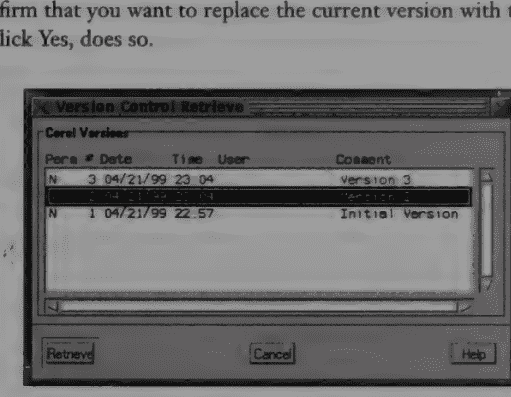 firm that you want to replace the current version with
lick Yes, does so.
Version Control Retrieve
Corel Versions
Perm # Date Time User Comment
N 3 04/21/99 23 04 Version 3
N 1 04/21/99 22.57 Initial Version
Retrieve Cancel Help